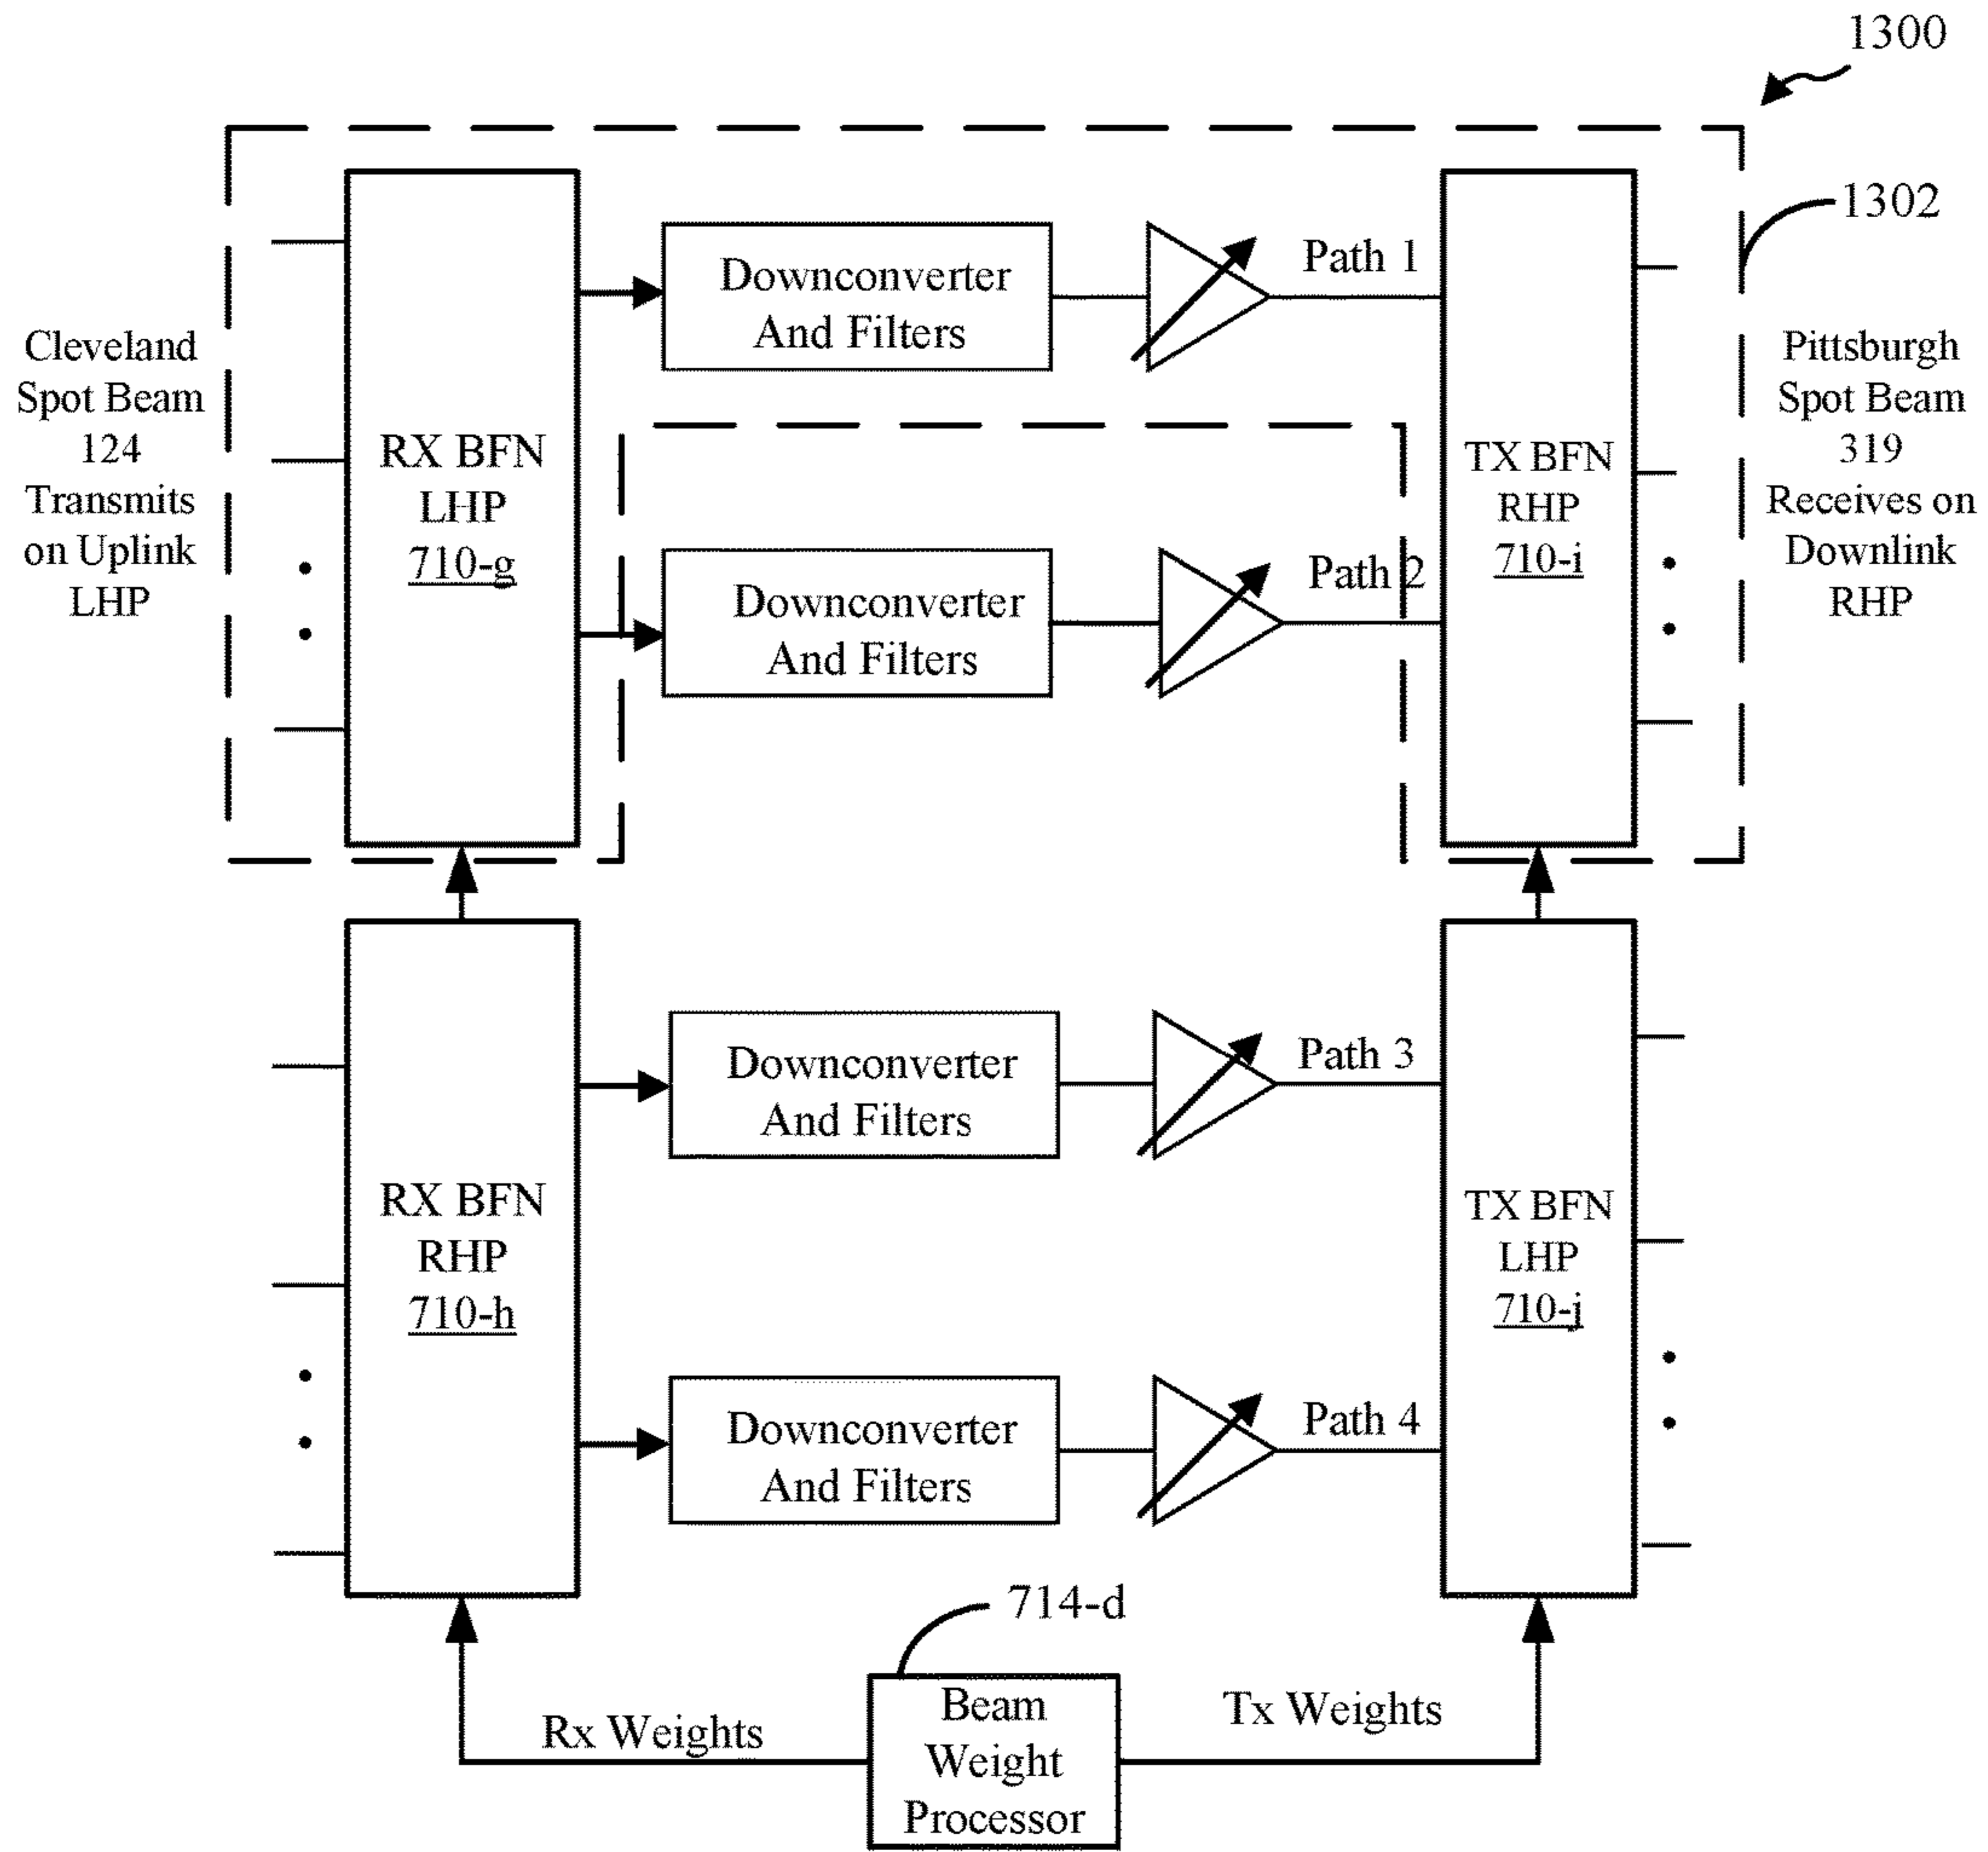 1300
1302
Cleveland
Spot Beam
124
Transmits
on Uplink
LHP
RX BFN
LHP
710-g
Downconverter
And Filters
Path 1
Downconverter
And Filters
Path 2
TX BFN
RHP
710-i
Pittsburgh
Spot Beam
319
Receives on
Downlink
RHP
RX BFN
RHP
710-h
Downconverter
And Filters
Path 3
Downconverter
And Filters
Path 4
TX BFN
LHP
710-j
714-d
Rx Weights
Beam
Weight
Processor
Tx Weights